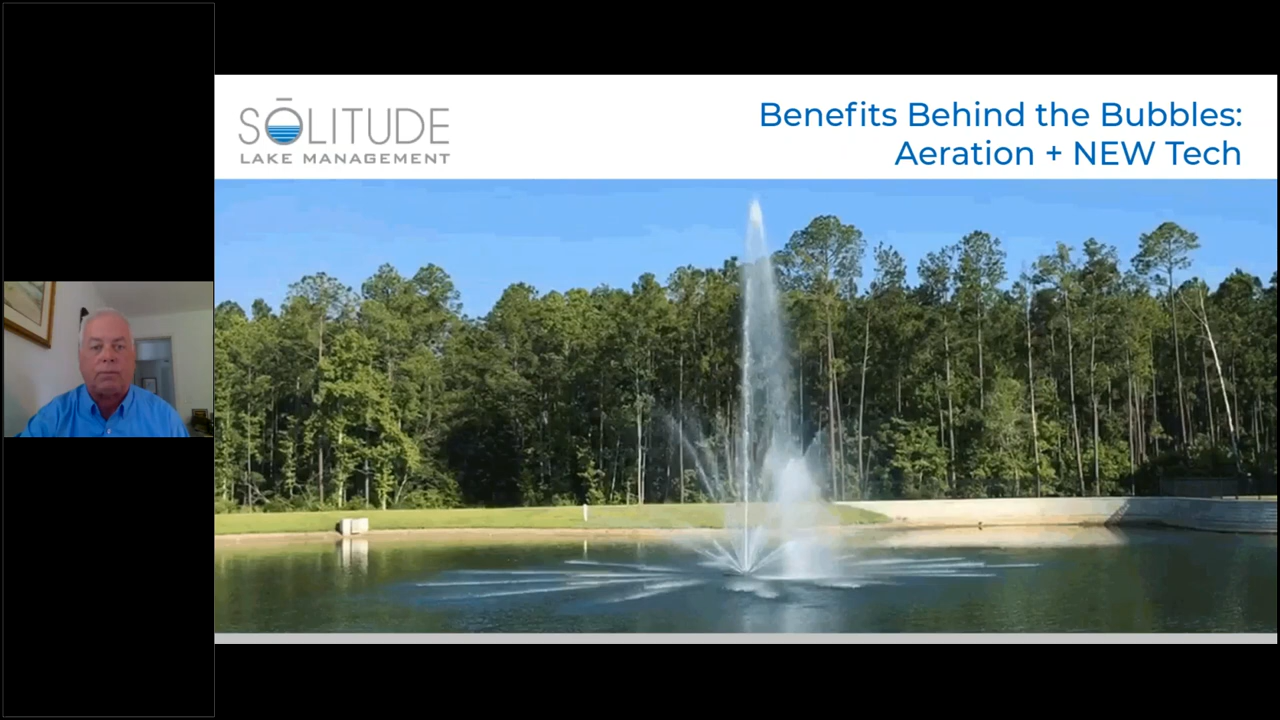 SŌLITUDE
LAKE MANAGEMENT
Benefits Behind the Bubbles:
Aeration + NEW Tech